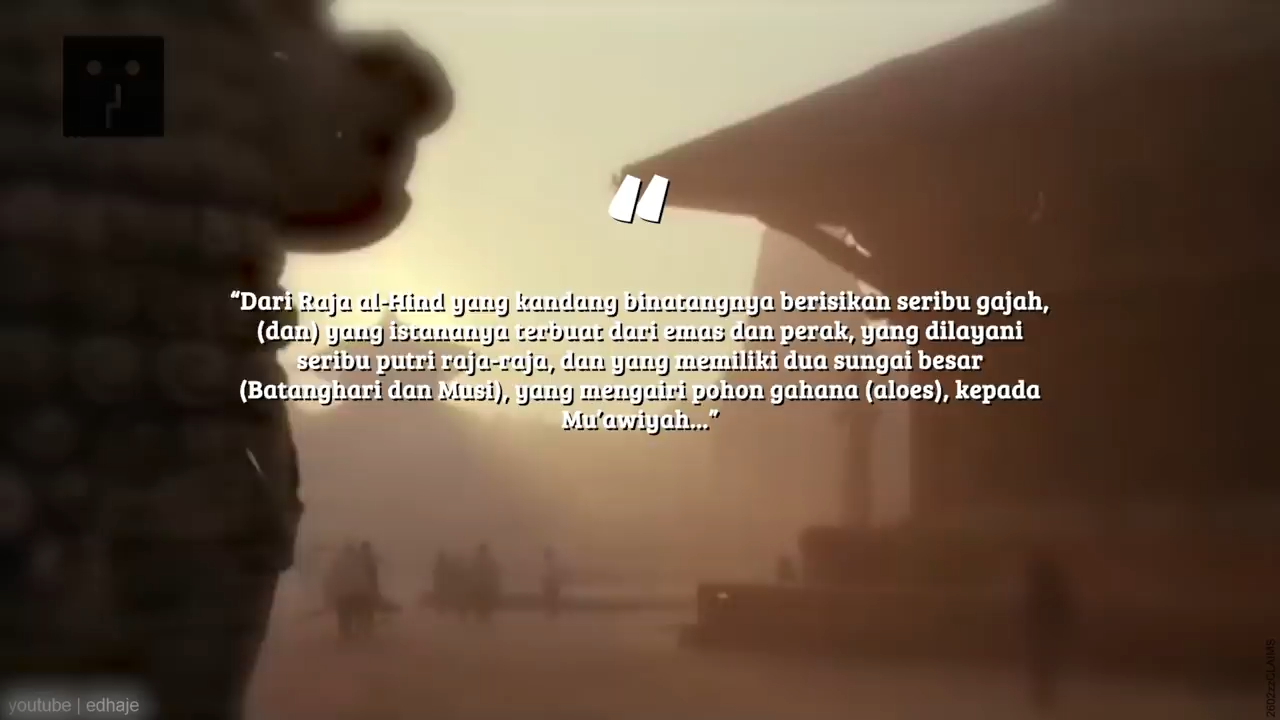 “Dari Raja al-Hind yang kandang binatangnya berisikan seribu gajah,
(dan) yang istananya terbuat dari emas dan perak, yang dilayani
seribu putri raja-raja, dan yang memiliki dua sungai besar
(Batanghari dan Musi), yang mengairi pohon gahana (aloes), kepada
Mu’awiyah...”
youtube | edhaje